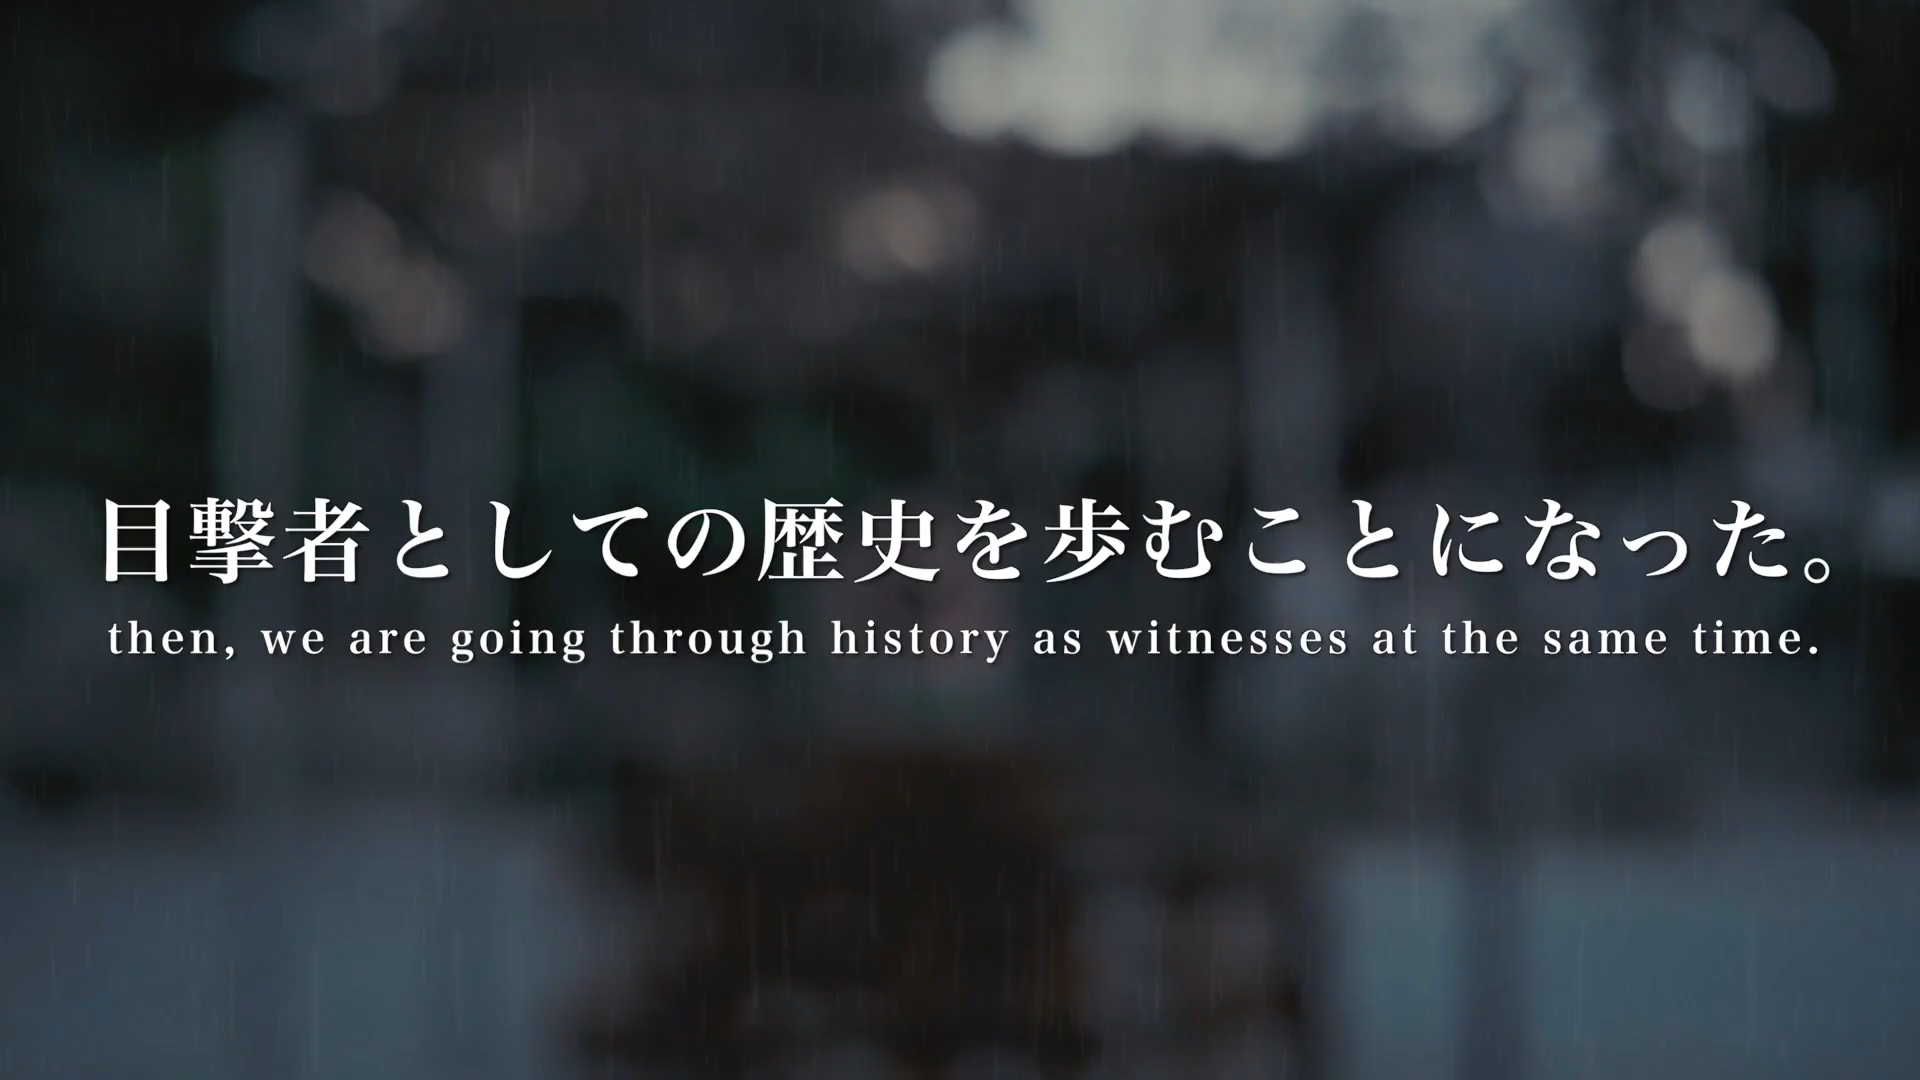 目撃者としての歴史を歩むことになった。
then, we are going through history as witnesses at the same time.